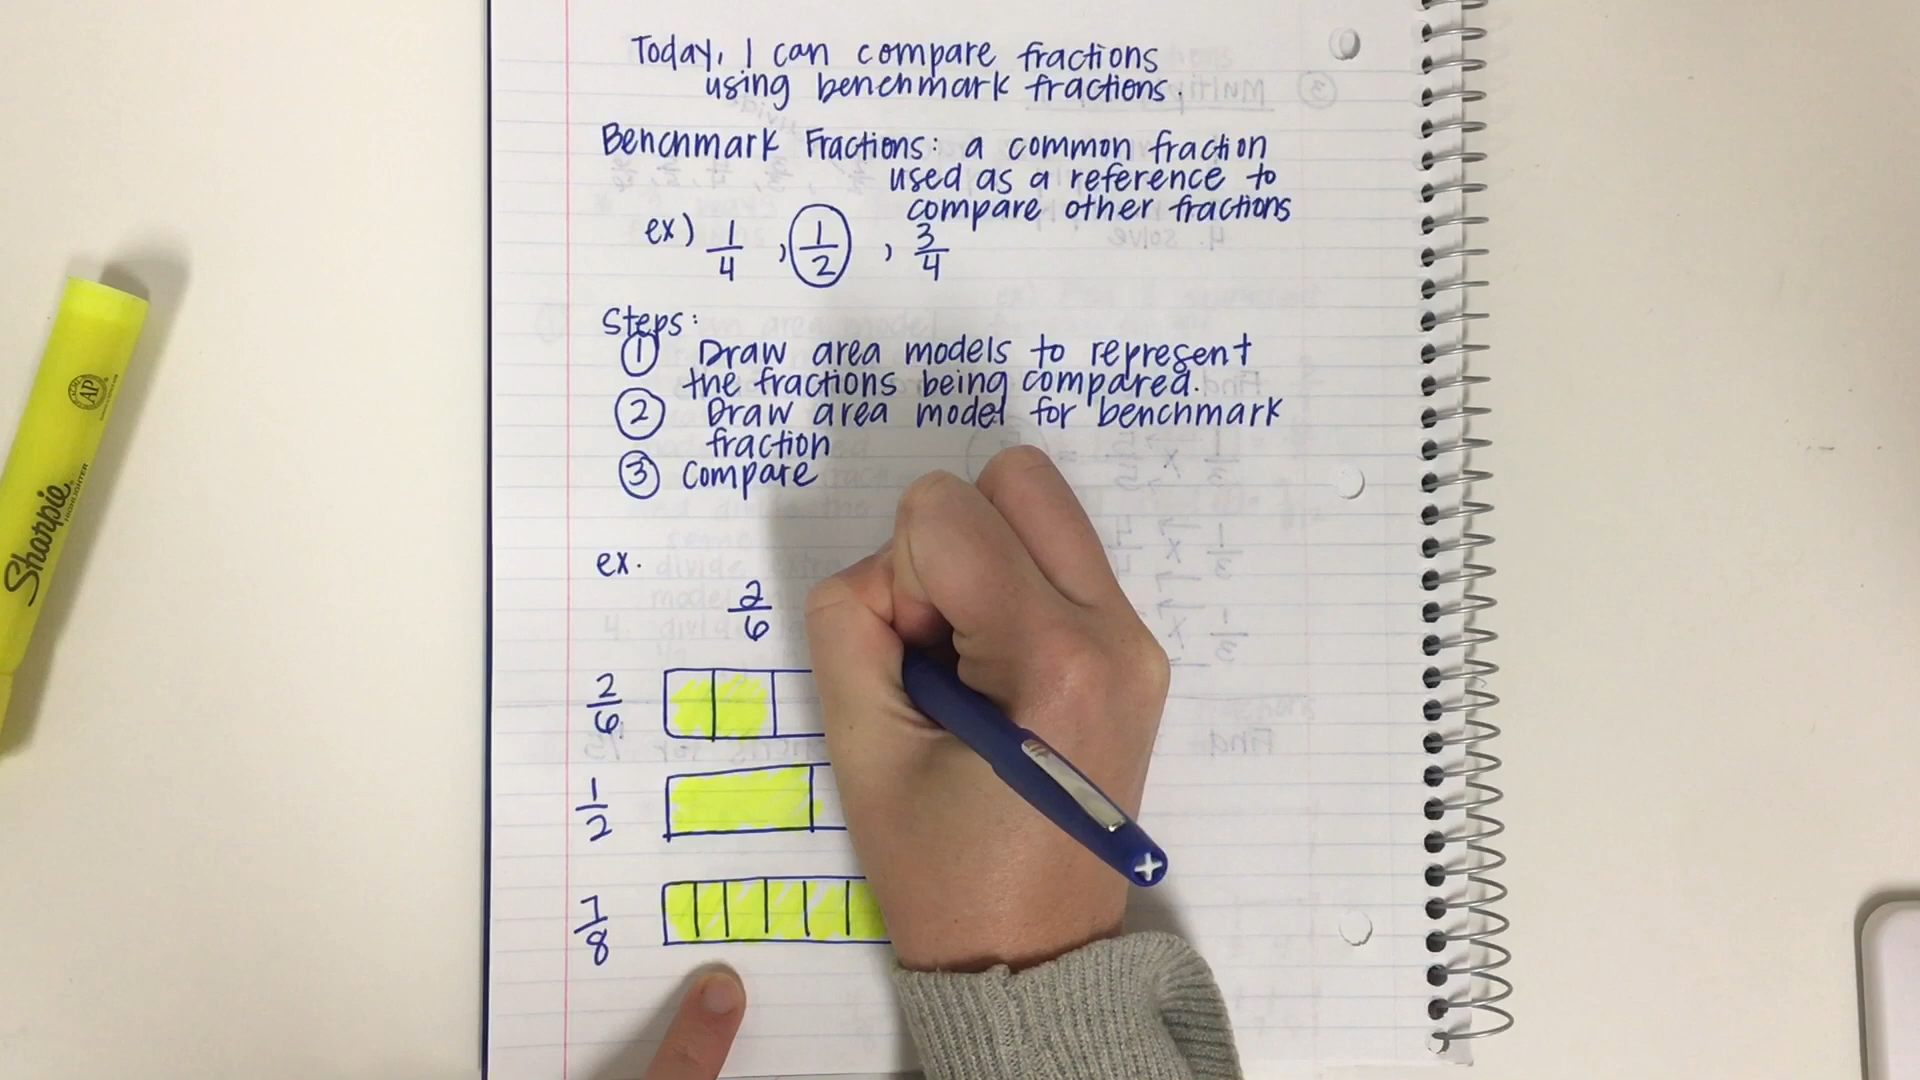 Today, I can compare fractions
using benchmark fractions.
Benchmark Fractions: a common fraction
used as a reference to
compare other fractions
ex) 1/4 , 1/2 , 3/4
Steps:
① Draw area models to represent
the fractions being compared.
② Draw area model for benchmark
fraction
③ Compare
ex.
2/6
2/6
1/2
7/8
Sharpie
HIGHLIGHTER
AP